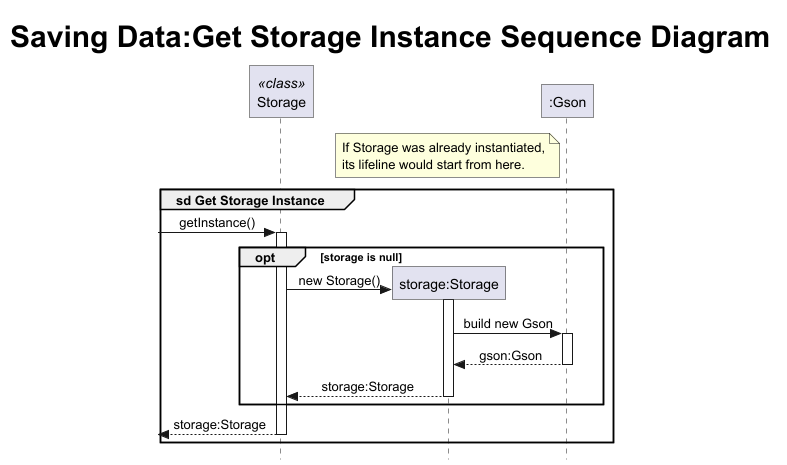 Saving Data:Get Storage Instance Sequence Diagram
«class»
Storage
:Gson
If Storage was already instantiated,
its lifeline would start from here.
sd Get Storage Instance
getInstance()
opt
[storage is null]
new Storage()
storage:Storage
build new Gson
gson:Gson
storage:Storage
storage:Storage